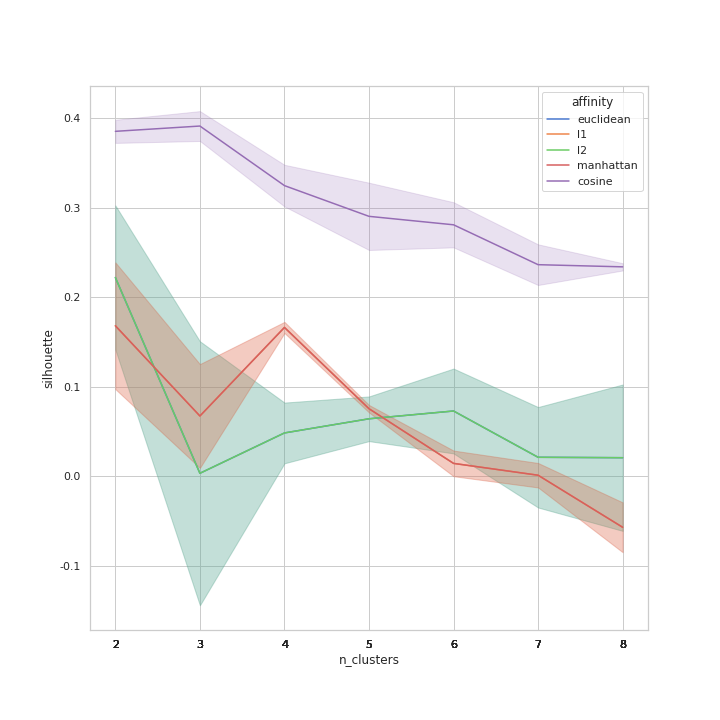 affinity
euclidean
l1
l2
manhattan
cosine
silhouette
0.4
0.3
0.2
0.1
0.0
-0.1
2 3 4 5 6 7 8
n_clusters